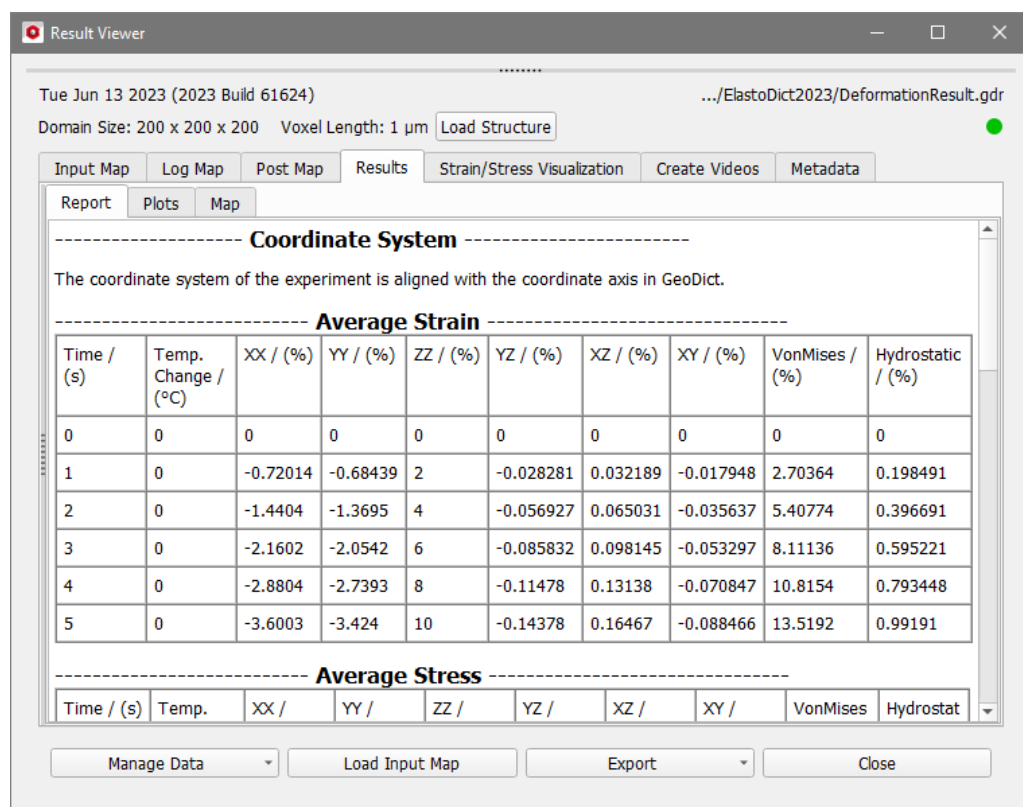 Result Viewer
Tue Jun 13 2023 (2023 Build 61624) .../ElastoDict2023/DeformationResult.gdr
Domain Size: 200 x 200 x 200 Voxel Length: 1 µm Load Structure
Input Map Log Map Post Map Results Strain/Stress Visualization Create Videos Metadata
Report Plots Map
--------------------- Coordinate System ------------------------
The coordinate system of the experiment is aligned with the coordinate axis in GeoDict.
--------------------------- Average Strain --------------------------------
Time / (s) Temp. Change / (°C) XX / (%) YY / (%) ZZ / (%) YZ / (%) XZ / (%) XY / (%) VonMises / (%) Hydrostatic / (%)
0 0 0 0 0 0 0 0 0 0
1 0 -0.72014 -0.68439 2 -0.028281 0.032189 -0.017948 2.70364 0.198491
2 0 -1.4404 -1.3695 4 -0.056927 0.065031 -0.035637 5.40774 0.396691
3 0 -2.1602 -2.0542 6 -0.085832 0.098145 -0.053297 8.11136 0.595221
4 0 -2.8804 -2.7393 8 -0.11478 0.13138 -0.070847 10.8154 0.793448
5 0 -3.6003 -3.424 10 -0.14378 0.16467 -0.088466 13.5192 0.99191
--------------------------- Average Stress --------------------------------
Time / (s) Temp. XX / YY / ZZ / YZ / XZ / XY / VonMises Hydrostat
Manage Data Load Input Map Export Close